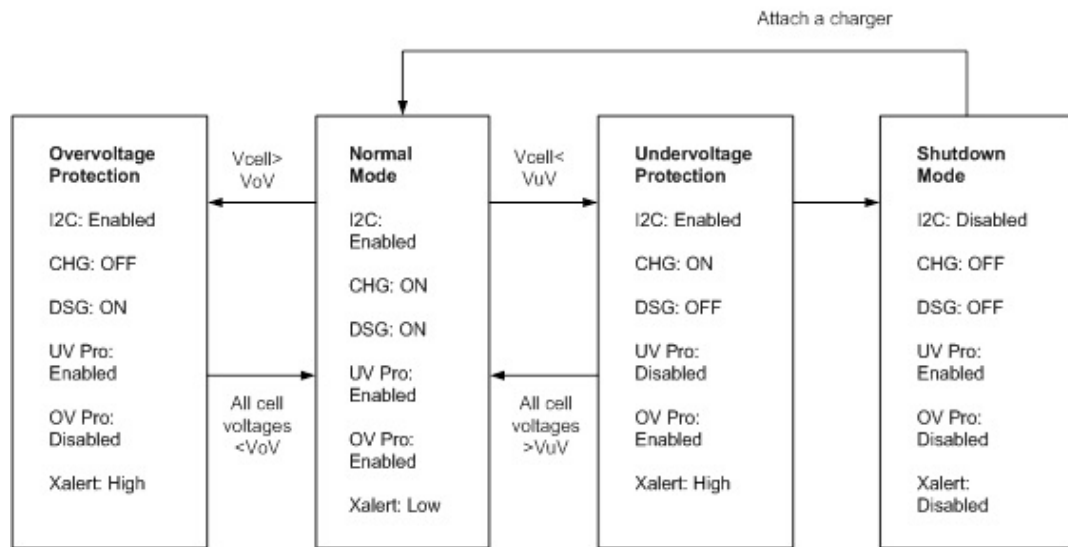 Attach a charger
Overvoltage
Protection
I2C: Enabled
CHG: OFF
DSG: ON
UV Pro:
Enabled
OV Pro:
Disabled
Xalert: High
Vcell>
VoV
All cell
voltages
<VoV
Normal
Mode
I2C:
Enabled
CHG: ON
DSG: ON
UV Pro:
Enabled
OV Pro:
Enabled
Xalert: Low
Vcell<
VuV
All cell
voltages
>VuV
Undervoltage
Protection
I2C: Enabled
CHG: ON
DSG: OFF
UV Pro:
Disabled
OV Pro:
Enabled
Xalert: High
Shutdown
Mode
I2C: Disabled
CHG: OFF
DSG: OFF
UV Pro:
Enabled
OV Pro:
Disabled
Xalert:
Disabled